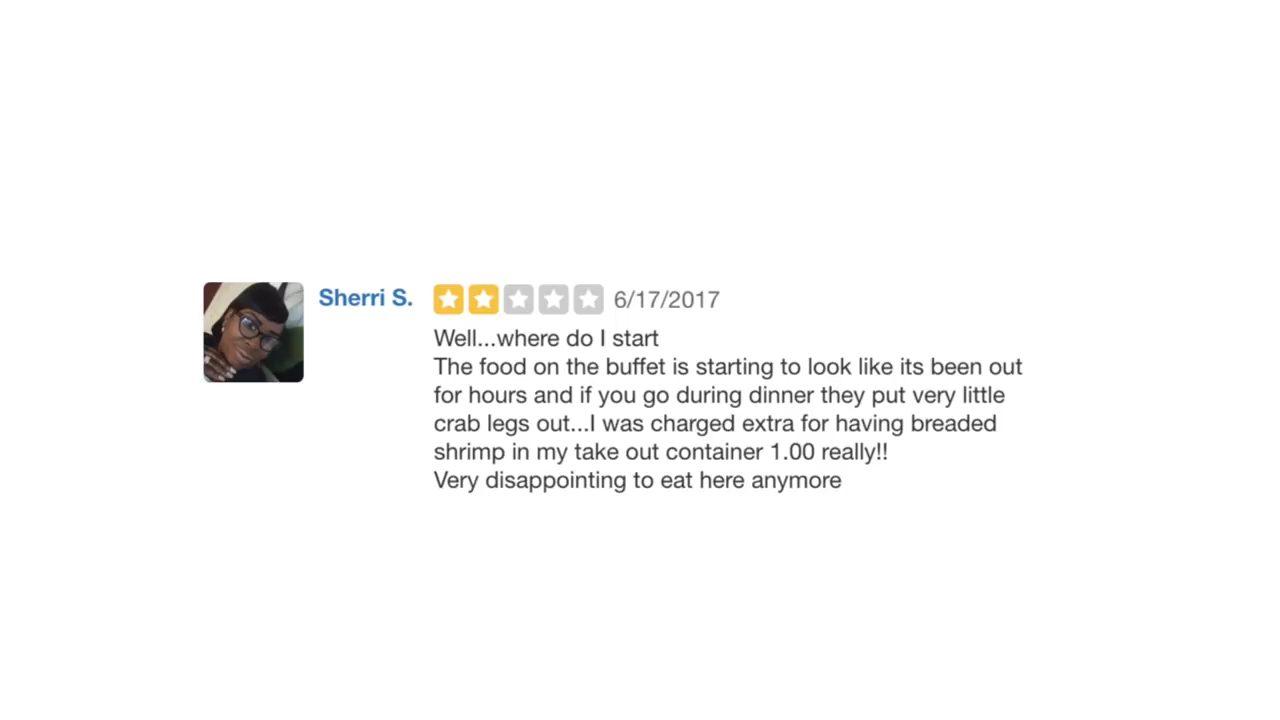 Sherri S. 6/17/2017
Well...where do I start
The food on the buffet is starting to look like its been out
for hours and if you go during dinner they put very little
crab legs out...I was charged extra for having breaded
shrimp in my take out container 1.00 really!!
Very disappointing to eat here anymore